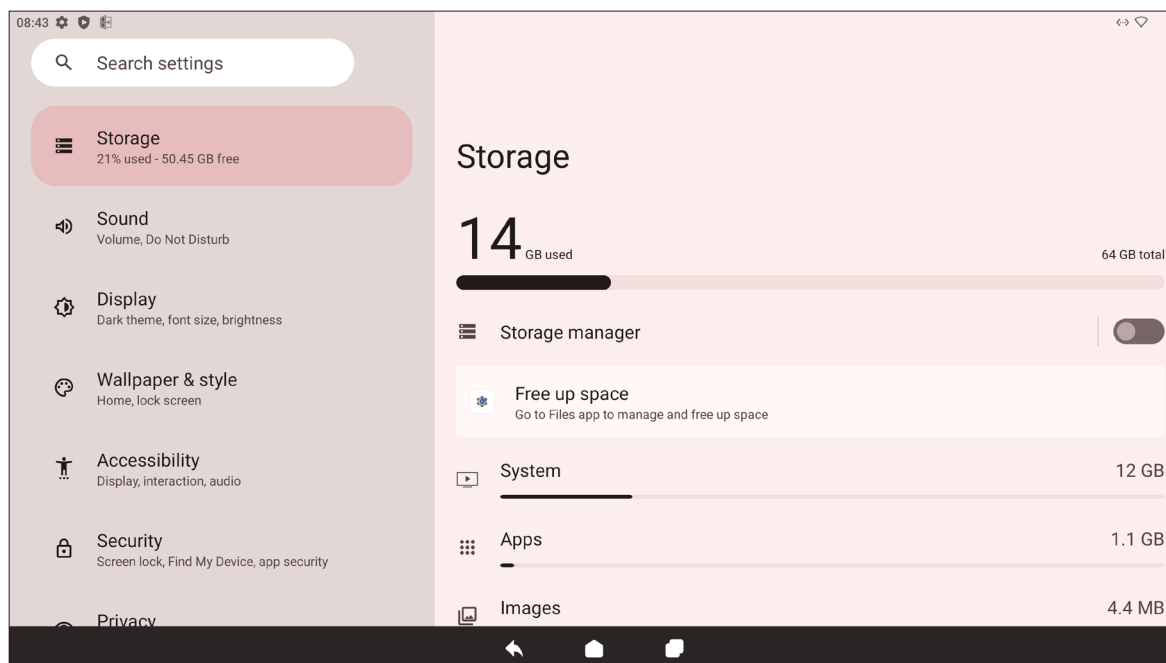 08:43
Search settings
Storage
21% used - 50.45 GB free
Sound
Volume, Do Not Disturb
Display
Dark theme, font size, brightness
Wallpaper & style
Home, lock screen
Accessibility
Display, interaction, audio
Security
Screen lock, Find My Device, app security
Privacy
Storage
14 GB used
64 GB total
Storage manager
Free up space
Go to Files app to manage and free up space
System
12 GB
Apps
1.1 GB
Images
4.4 MB